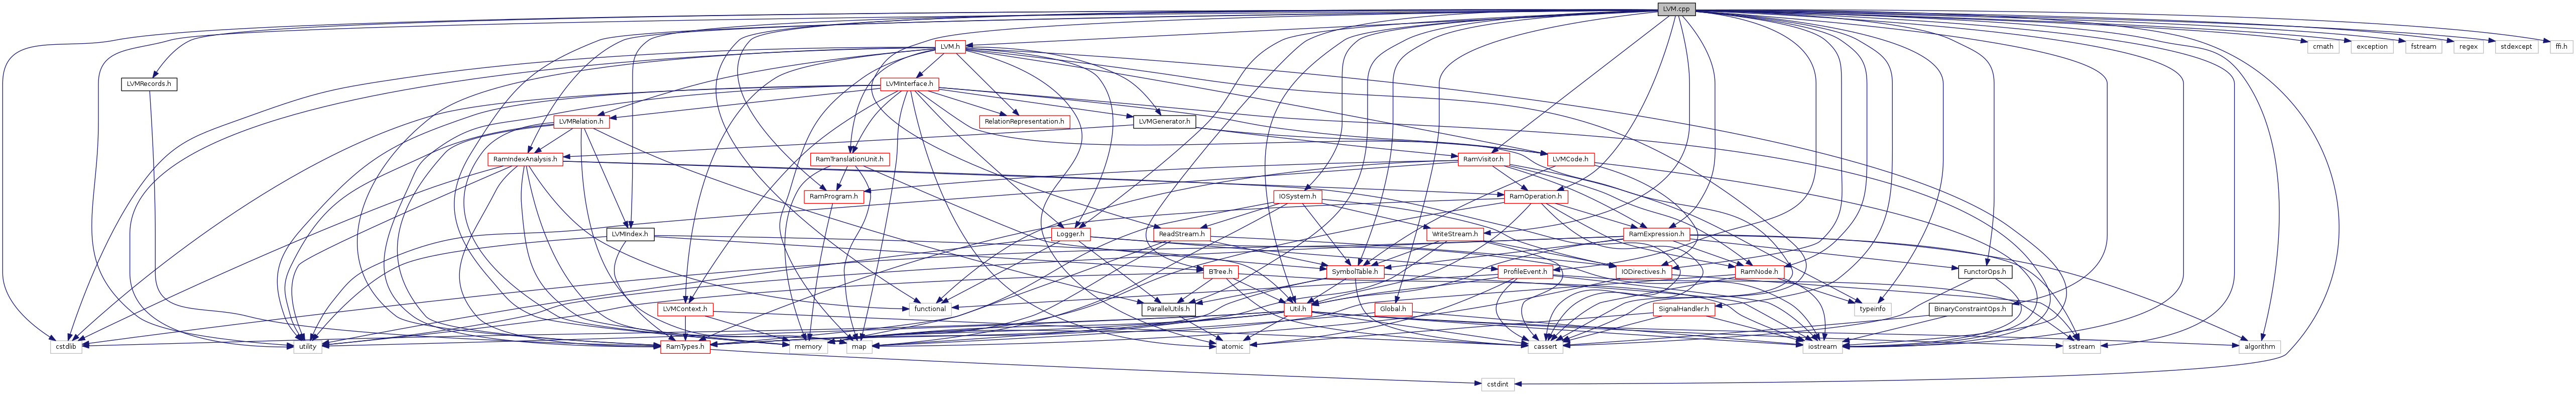 LVM.cpp
LVM.h
cmath
exception
fstream
regex
stdexcept
ffi.h
LVMRecords.h
LVMInterface.h
LVMRelation.h
RelationRepresentation.h
LVMGenerator.h
RamIndexAnalysis.h
RamTranslationUnit.h
RamVisitor.h
LVMCode.h
RamProgram.h
IOSystem.h
RamOperation.h
LVMIndex.h
Logger.h
ReadStream.h
WriteStream.h
RamExpression.h
BTree.h
SymbolTable.h
ProfileEvent.h
IODirectives.h
RamNode.h
FunctorOps.h
LVMContext.h
functional
ParallelUtils.h
Util.h
Global.h
SignalHandler.h
typeinfo
BinaryConstraintOps.h
cstdlib
utility
RamTypes.h
memory
map
atomic
cassert
iostream
sstream
algorithm
cstdint